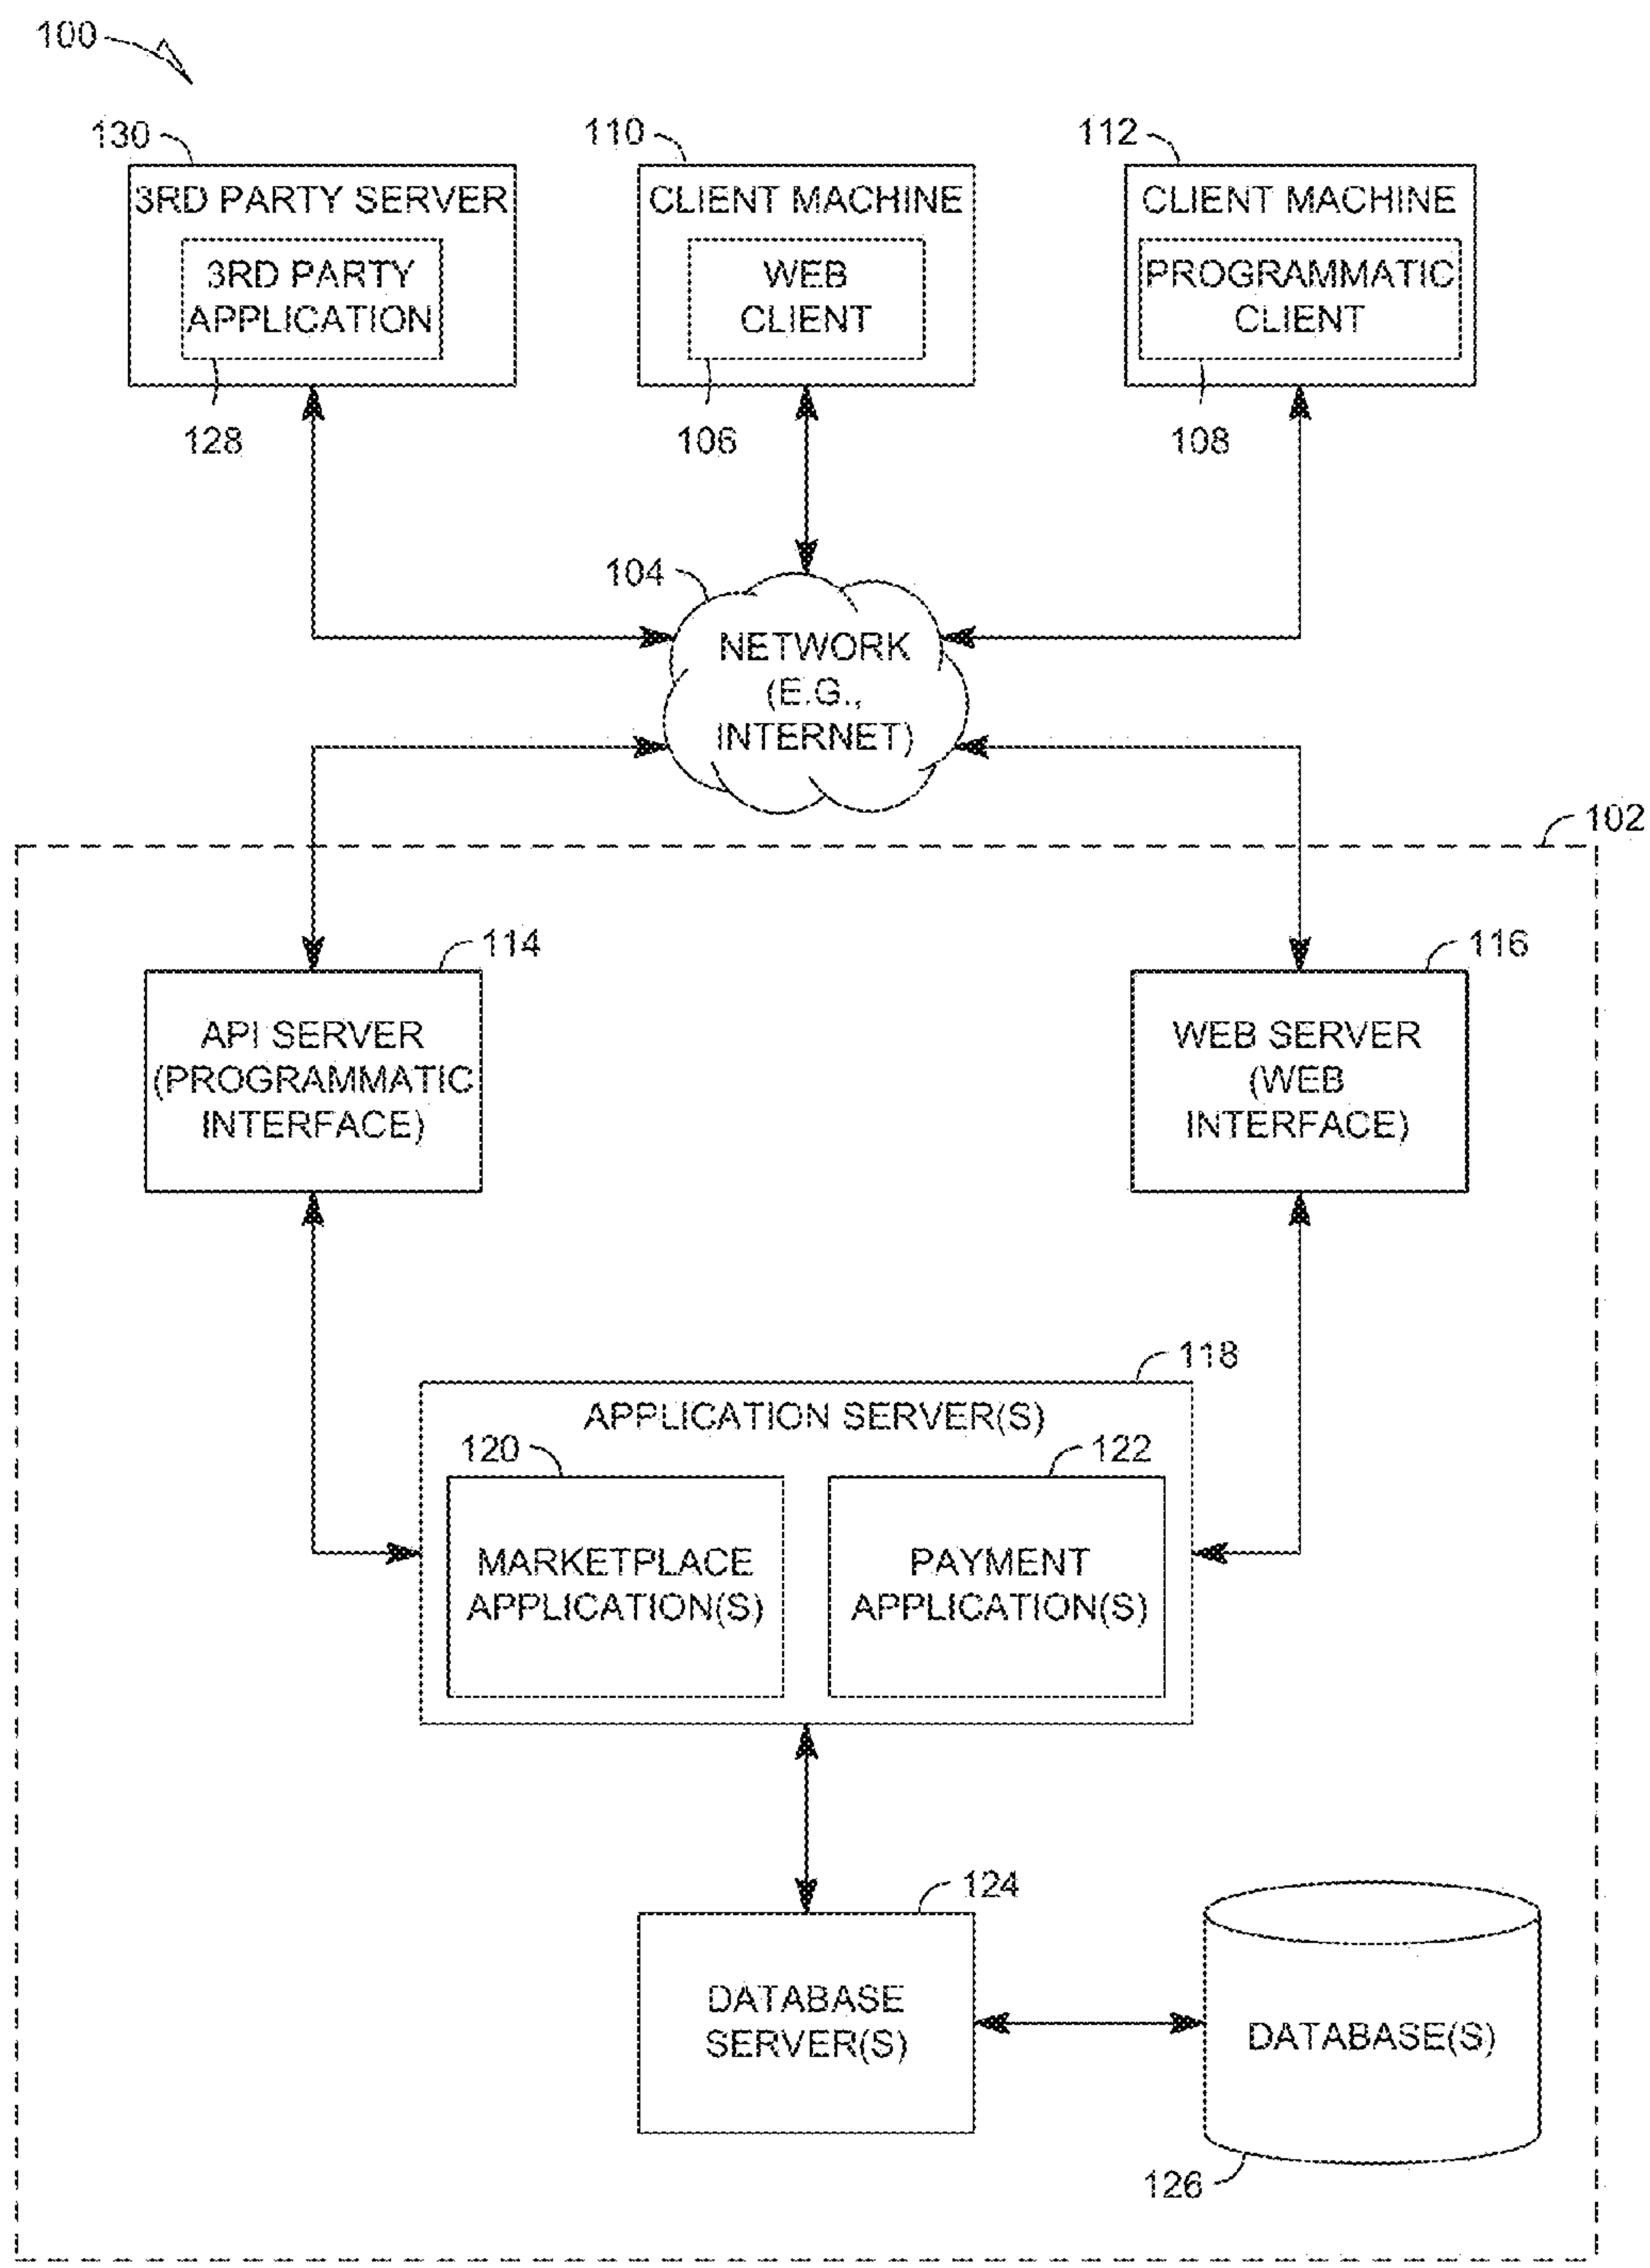 100
130
110
112
3RD PARTY SERVER
CLIENT MACHINE
CLIENT MACHINE
3RD PARTY
APPLICATION
WEB
CLIENT
PROGRAMMATIC
CLIENT
128
106
108
104
NETWORK
(E.G.,
INTERNET)
102
114
116
API SERVER
(PROGRAMMATIC
INTERFACE)
WEB SERVER
(WEB
INTERFACE)
118
APPLICATION SERVER(S)
120
122
MARKETPLACE
APPLICATION(S)
PAYMENT
APPLICATION(S)
124
DATABASE
SERVER(S)
DATABASE(S)
126